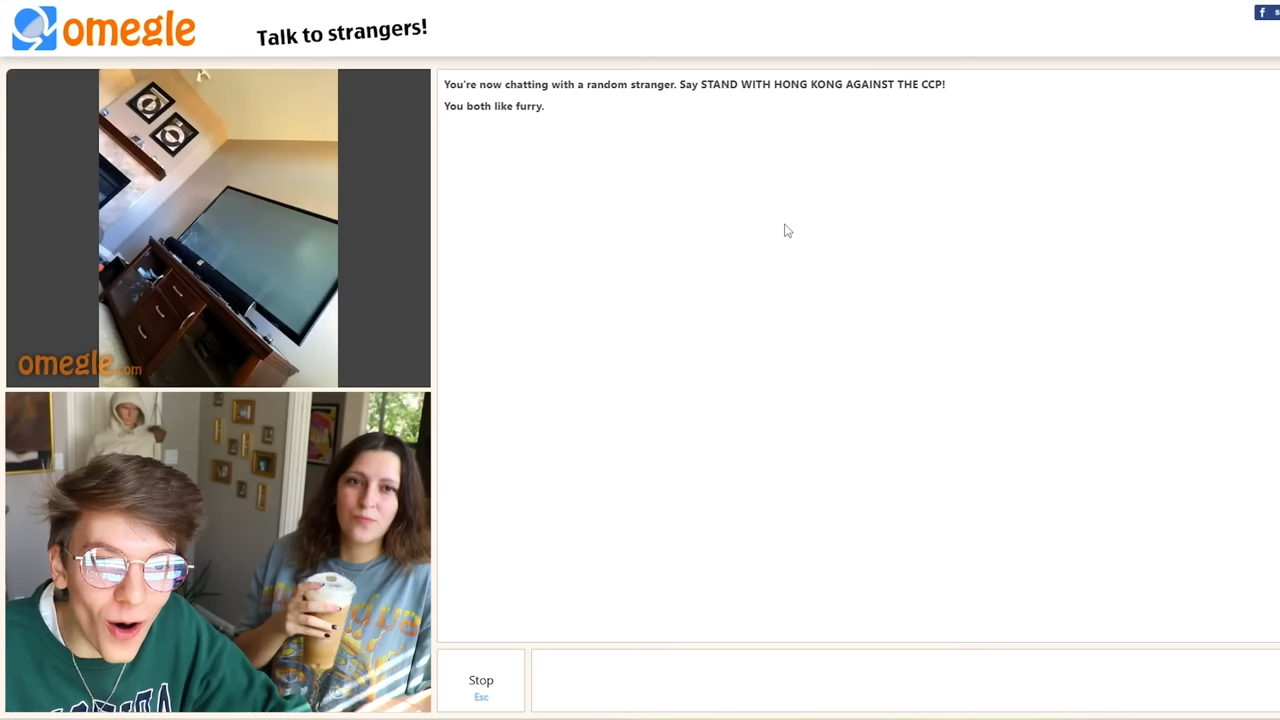 omegle
Talk to strangers!
f s
You're now chatting with a random stranger. Say STAND WITH HONG KONG AGAINST THE CCP!
You both like furry.
omegle.com
Stop
Esc